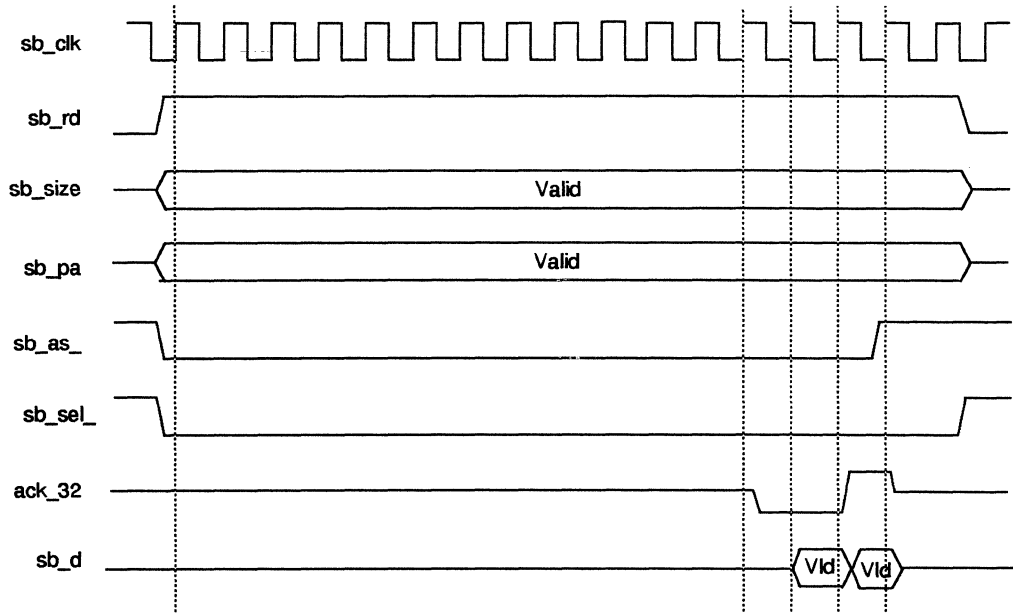 sb_clk
sb_rd
sb_size
Valid
sb_pa
Valid
sb_as_
sb_sel_
ack_32
sb_d
Vld
Vld